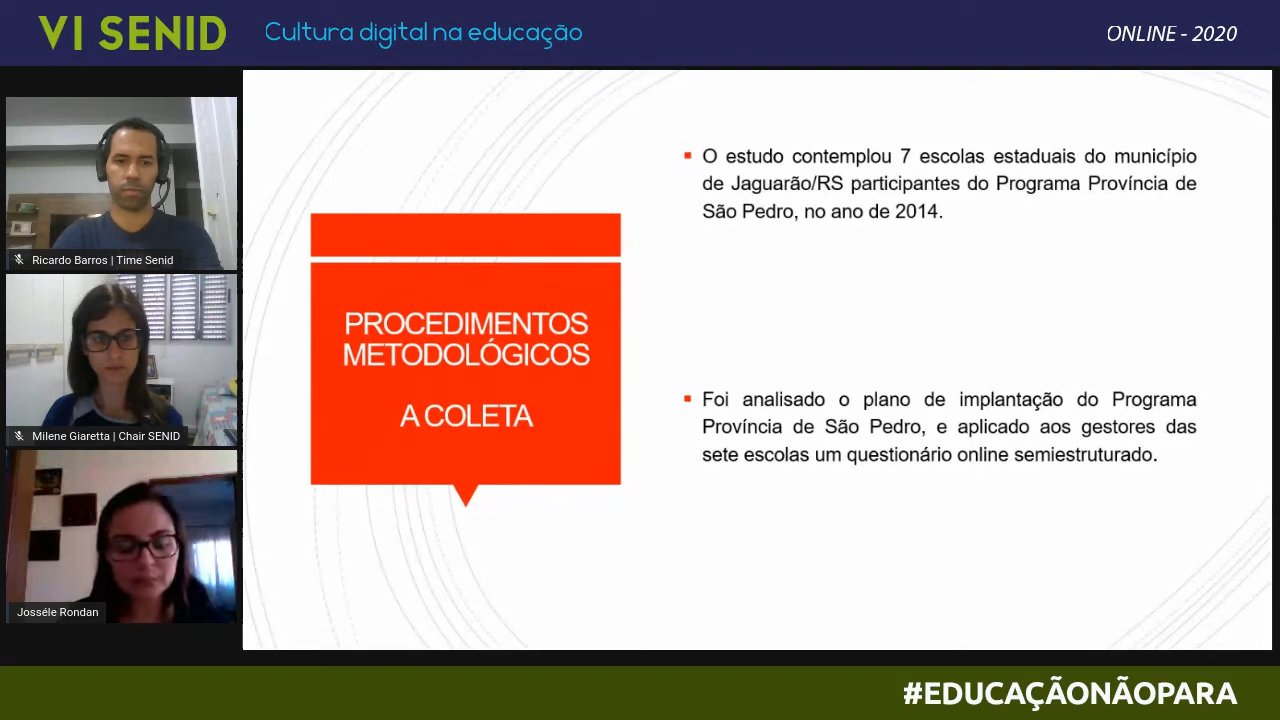 VI SENID
Cultura digital na educação
ONLINE - 2020
Ricardo Barros | Time Senid
Milene Giaretta | Chair SENID
Josséle Rondan
PROCEDIMENTOS
METODOLÓGICOS
A COLETA
O estudo contemplou 7 escolas estaduais do município
de Jaguarão/RS participantes do Programa Província de
São Pedro, no ano de 2014.
Foi analisado o plano de implantação do Programa
Província de São Pedro, e aplicado aos gestores das
sete escolas um questionário online semiestruturado.
#EDUCAÇÃONÃOPARA